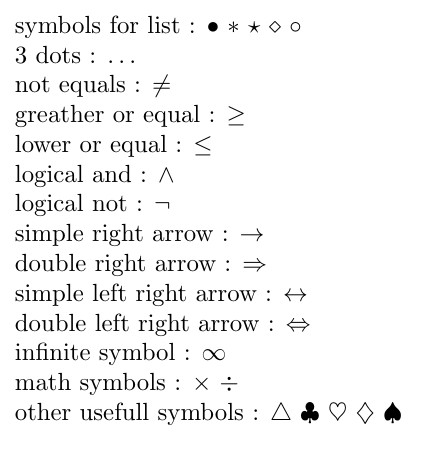 symbols for list : • ∗ ⋆ ⋄ ◦
3 dots : …
not equals : ≠
greather or equal : ≥
lower or equal : ≤
logical and : ∧
logical not : ¬
simple right arrow : →
double right arrow : ⇒
simple left right arrow : ↔
double left right arrow : ⇔
infinite symbol : ∞
math symbols : × ÷
other usefull symbols : △ ♣ ♡ ♢ ♠